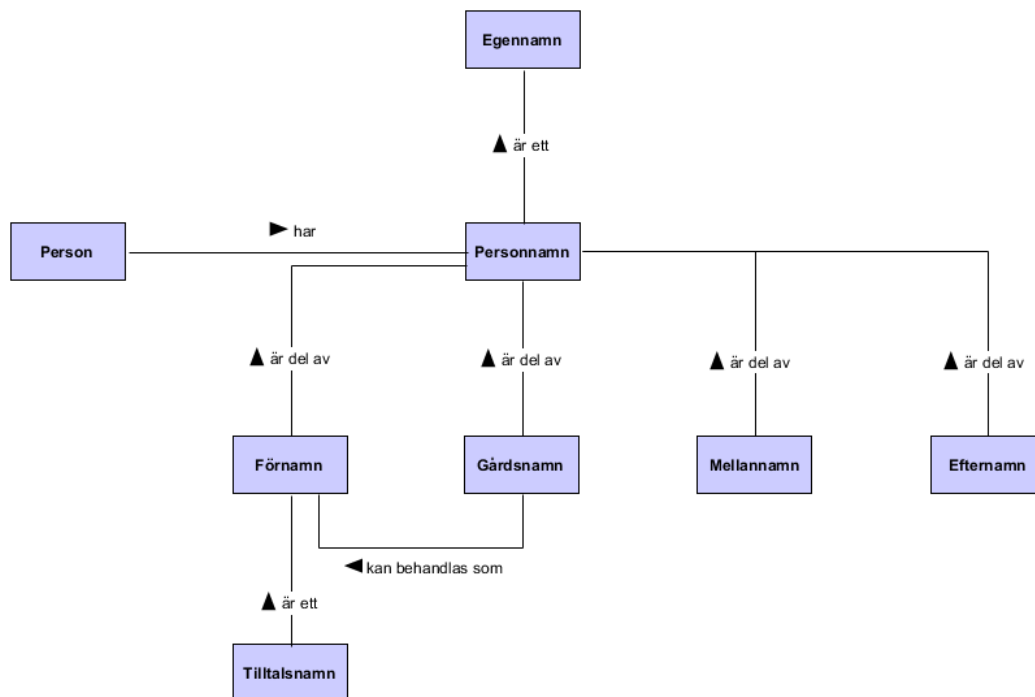 Egennamn
är ett
har
Person
Personnamn
är del av
är del av
är del av
är del av
Förnamn
Gårdsnamn
Mellannamn
Efternamn
kan behandlas som
är ett
Tilltalsnamn